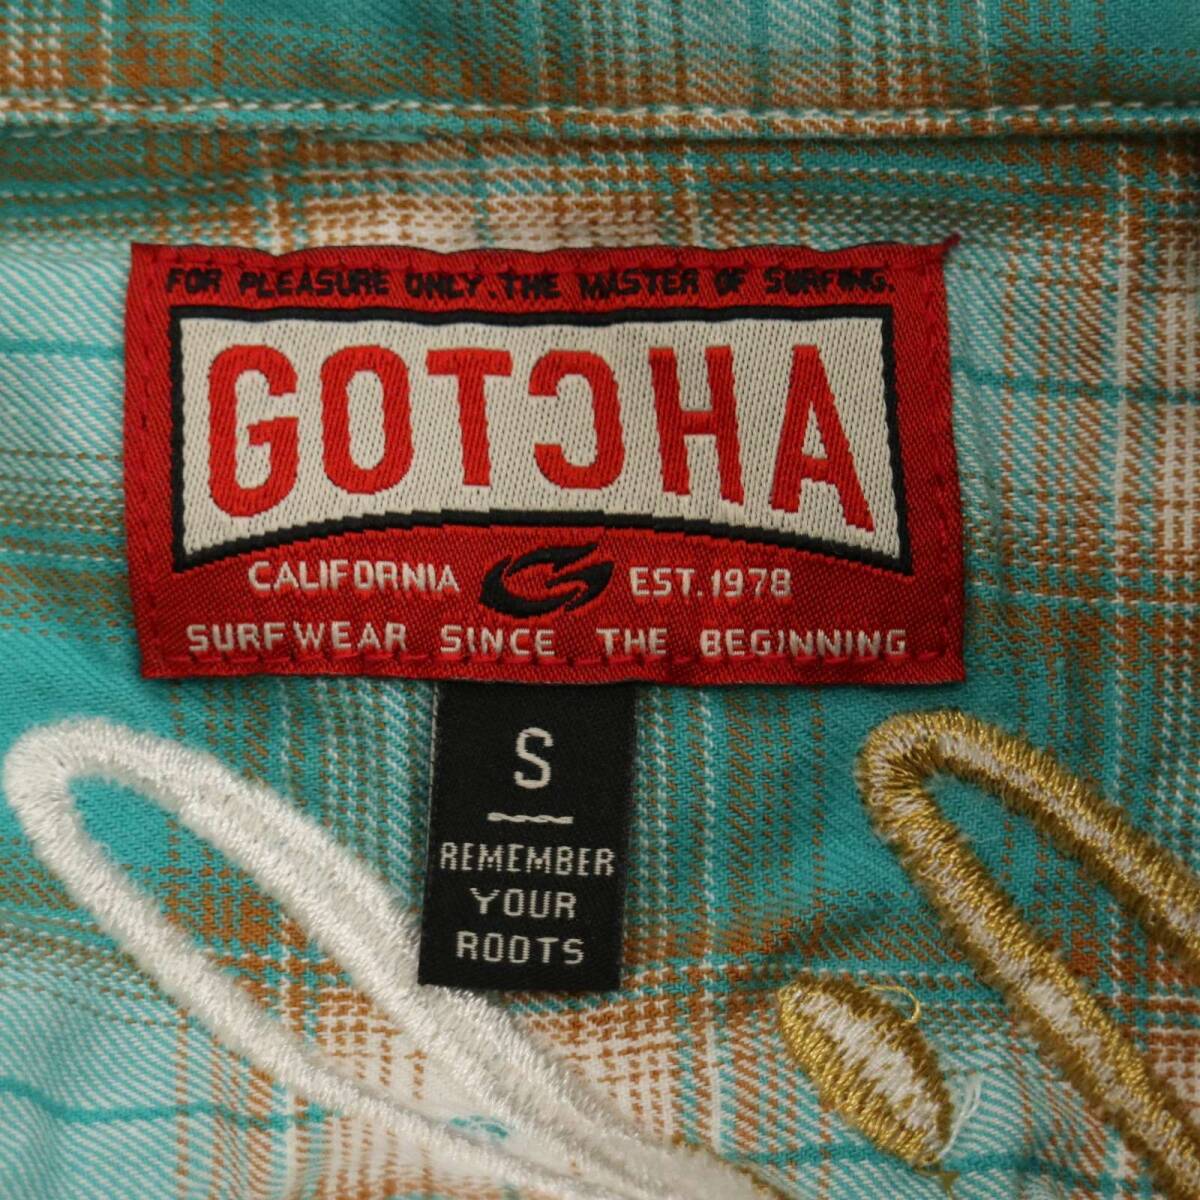 FOR PLEASURE ONLY. THE MASTER OF SURFING.
GOTCHA
CALIFORNIA EST. 1978
SURFWEAR SINCE THE BEGINNING
S
REMEMBER
YOUR
ROOTS